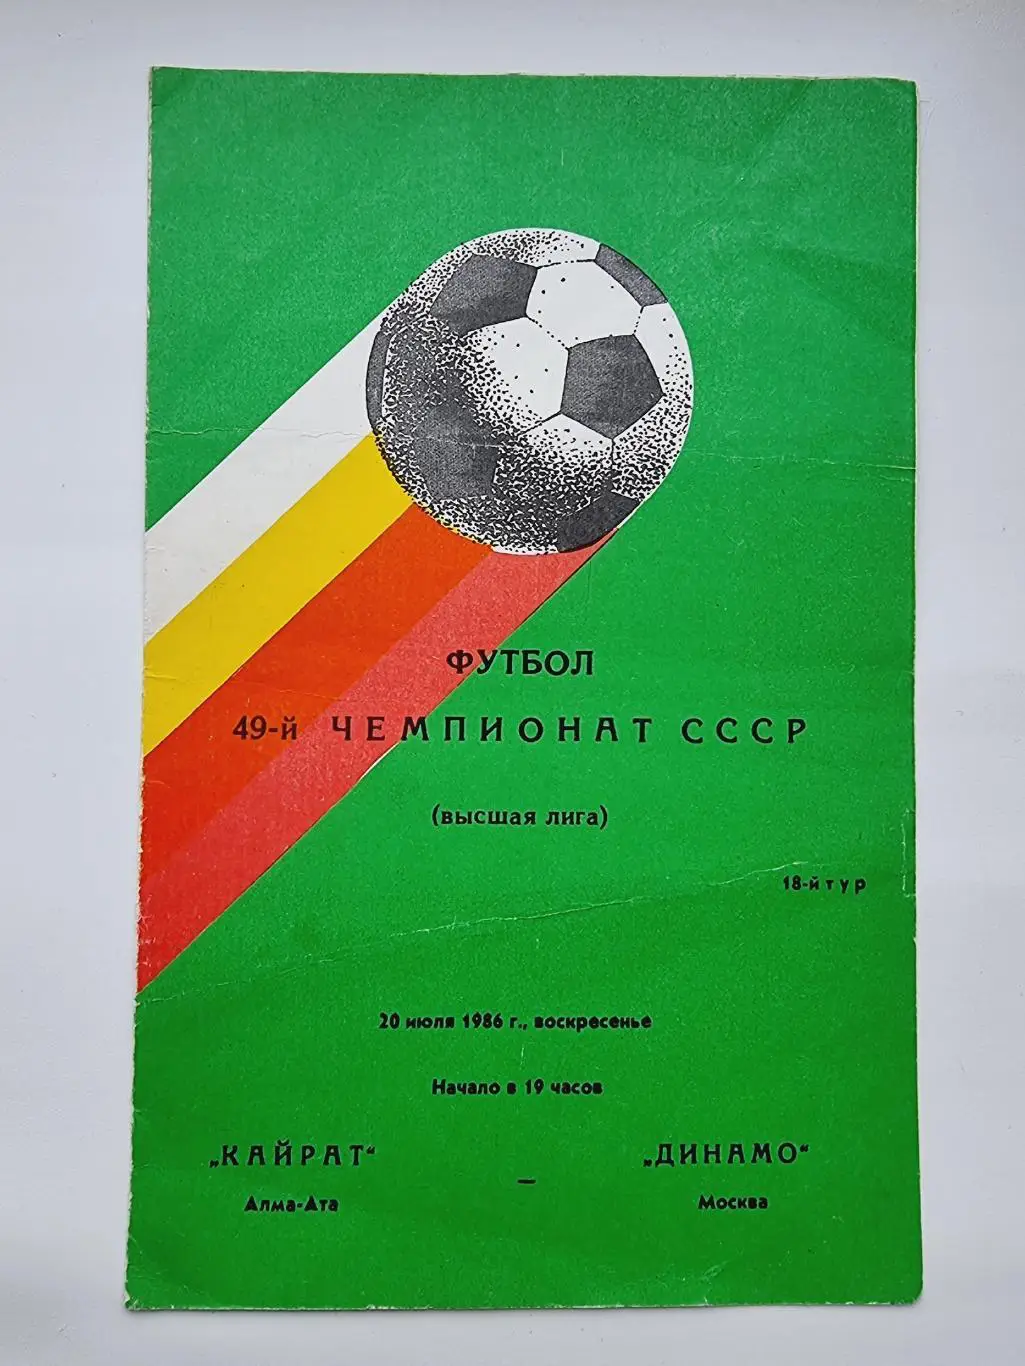 ФУТБОЛ
49-й ЧЕМПИОНАТ СССР
(высшая лига)
18-й тур
20 июля 1986 г., воскресенье
Начало в 19 часов
„КАЙРАТ“ – „ДИНАМО“
Алма-Ата Москва